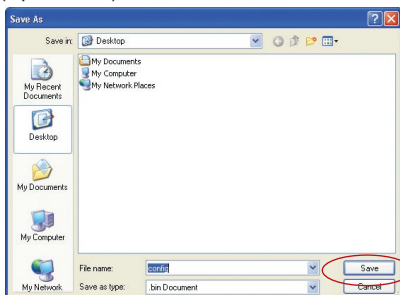 Save As
Save in:
Desktop
My Recent
Documents
Desktop
My Documents
My Computer
My Network
My Documents
My Computer
My Network Places
File name:
config
Save
Save as type:
.bin Document
Cancel